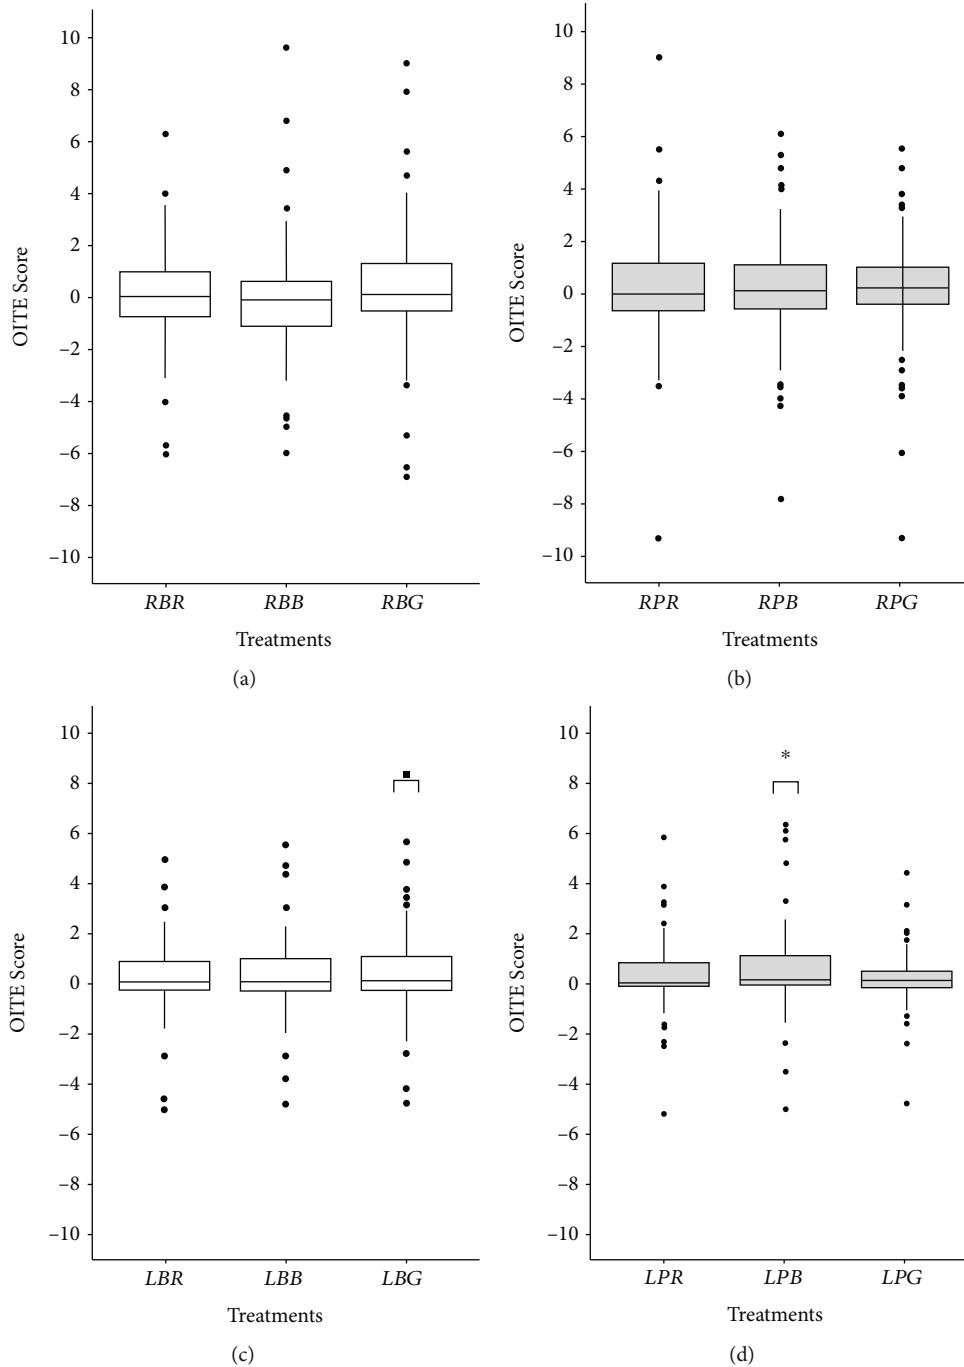 10
8
6
4
2
0
−2
−4
−6
−8
−10
OITE Score
RBR RBB RBG
Treatments
(a)
10
8
6
4
2
0
−2
−4
−6
−8
−10
OITE Score
RPR RPB RPG
Treatments
(b)
10
8
6
4
2
0
−2
−4
−6
−8
−10
OITE Score
LBR LBB LBG
Treatments
(c)
10
8
6
4
2
0
−2
−4
−6
−8
−10
OITE Score
*
LPR LPB LPG
Treatments
(d)